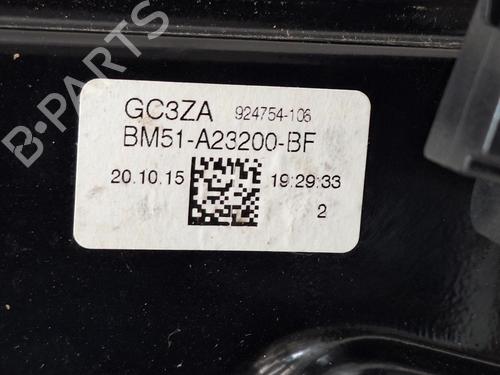 B-PARTS
GC3ZA 924754-106
BM51-A23200-BF
20.10.15 19:29:33
2